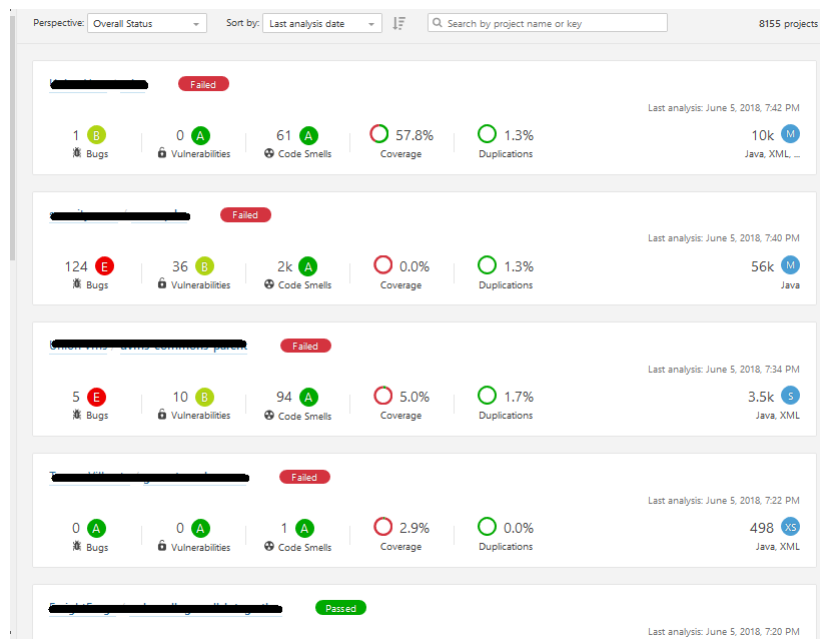 Perspective: Overall Status Sort by: Last analysis date Search by project name or key 8155 projects
Failed
Last analysis: June 5, 2018, 7:42 PM
1 B 0 A 61 A 57.8% 1.3% 10k M
Bugs Vulnerabilities Code Smells Coverage Duplications Java, XML, ...
Failed
Last analysis: June 5, 2018, 7:40 PM
124 E 36 B 2k A 0.0% 1.3% 56k M
Bugs Vulnerabilities Code Smells Coverage Duplications Java
Failed
Last analysis: June 5, 2018, 7:34 PM
5 E 10 B 94 A 5.0% 1.7% 3.5k S
Bugs Vulnerabilities Code Smells Coverage Duplications Java, XML
Failed
Last analysis: June 5, 2018, 7:22 PM
0 A 0 A 1 A 2.9% 0.0% 498 XS
Bugs Vulnerabilities Code Smells Coverage Duplications Java, XML
Passed
Last analysis: June 5, 2018, 7:20 PM